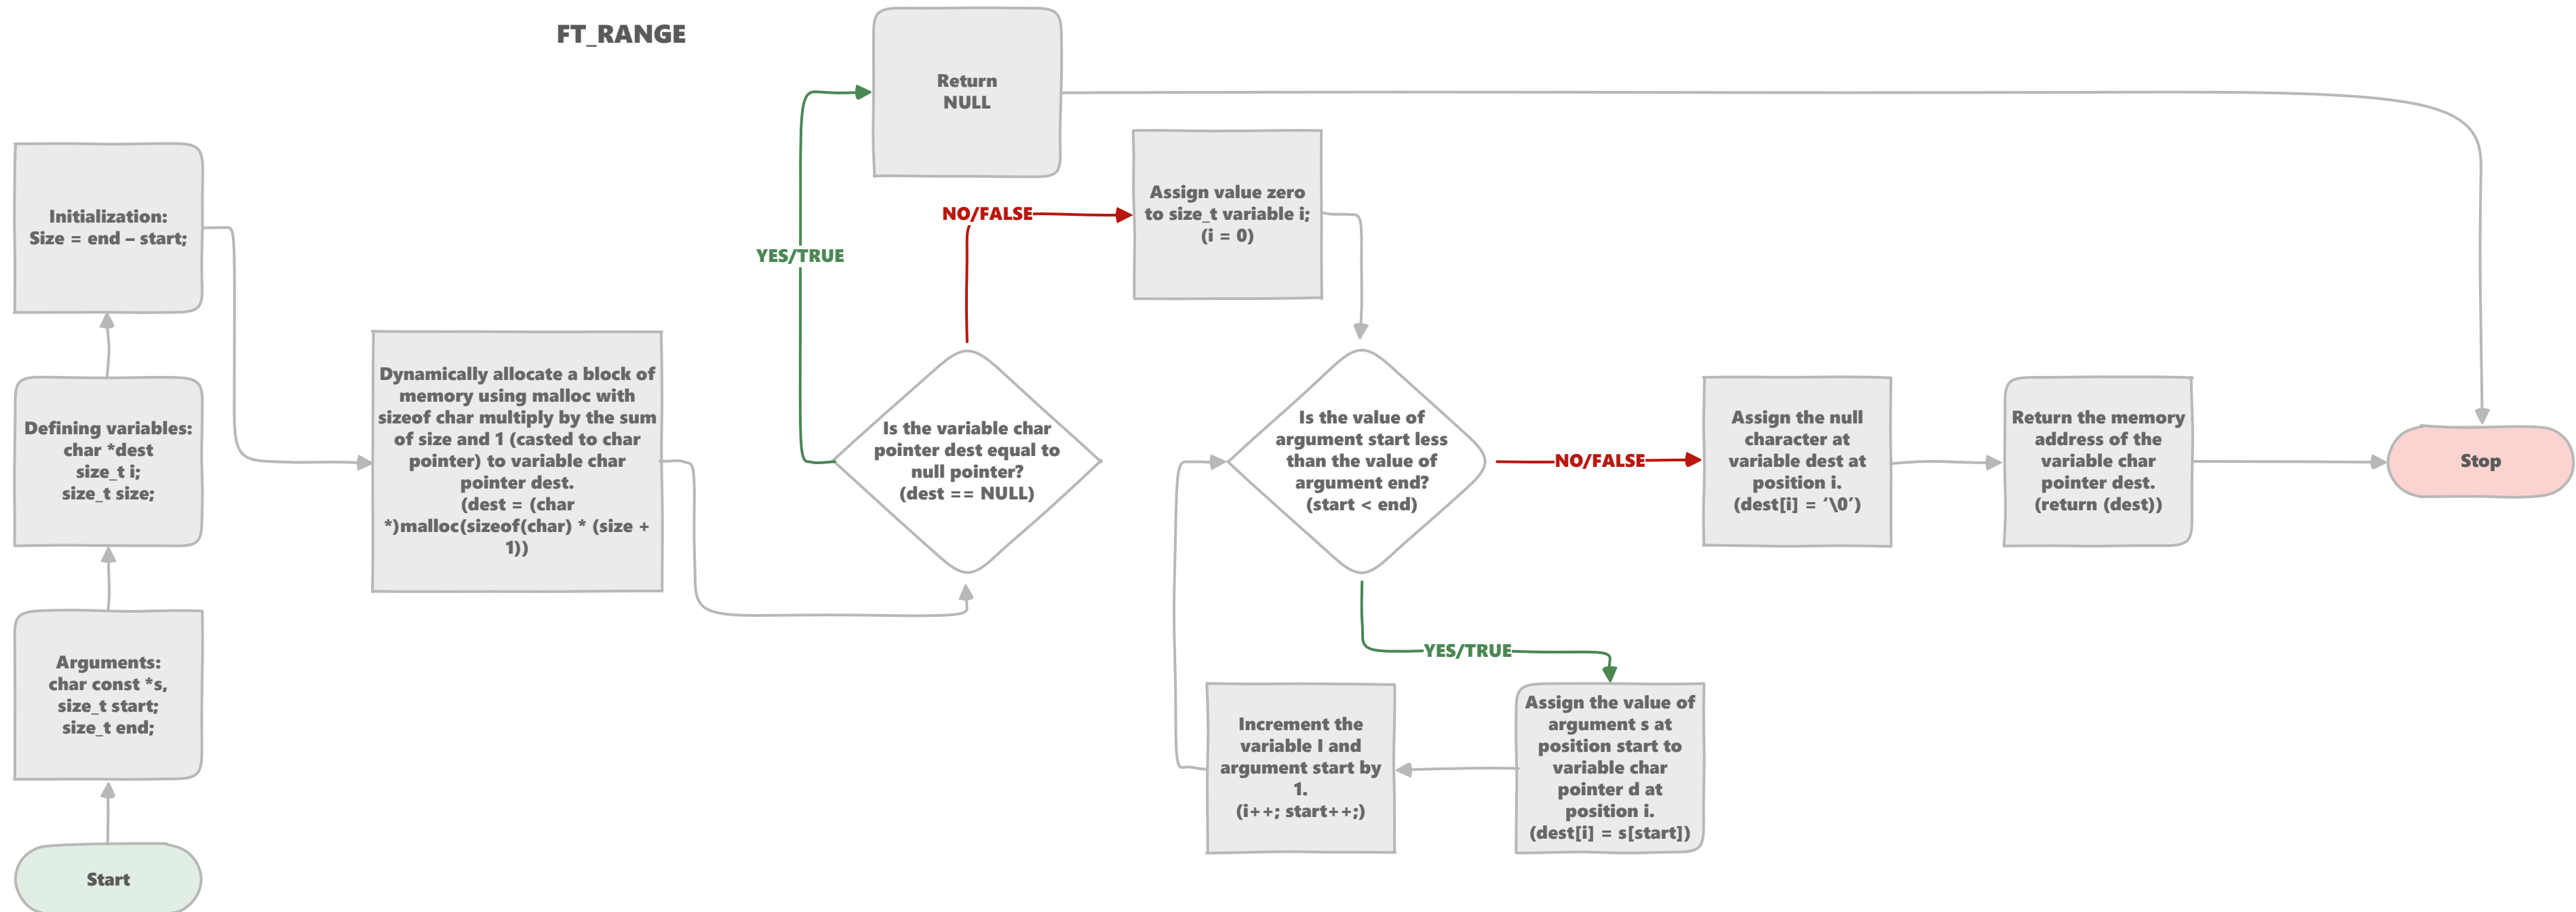 FT_RANGE
Start
Arguments:
char const *s,
size_t start;
size_t end;
Defining variables:
char *dest
size_t i;
size_t size;
Initialization:
Size = end – start;
Dynamically allocate a block of
memory using malloc with
sizeof char multiply by the sum
of size and 1 (casted to char
pointer) to variable char
pointer dest.
(dest = (char
*)malloc(sizeof(char) * (size +
1))
Is the variable char
pointer dest equal to
null pointer?
(dest == NULL)
YES/TRUE
Return
NULL
NO/FALSE
Assign value zero
to size_t variable i;
(i = 0)
Is the value of
argument start less
than the value of
argument end?
(start < end)
YES/TRUE
Assign the value of
argument s at
position start to
variable char
pointer d at
position i.
(dest[i] = s[start])
Increment the
variable I and
argument start by
1.
(i++; start++;)
NO/FALSE
Assign the null
character at
variable dest at
position i.
(dest[i] = ‘\0’)
Return the memory
address of the
variable char
pointer dest.
(return (dest))
Stop